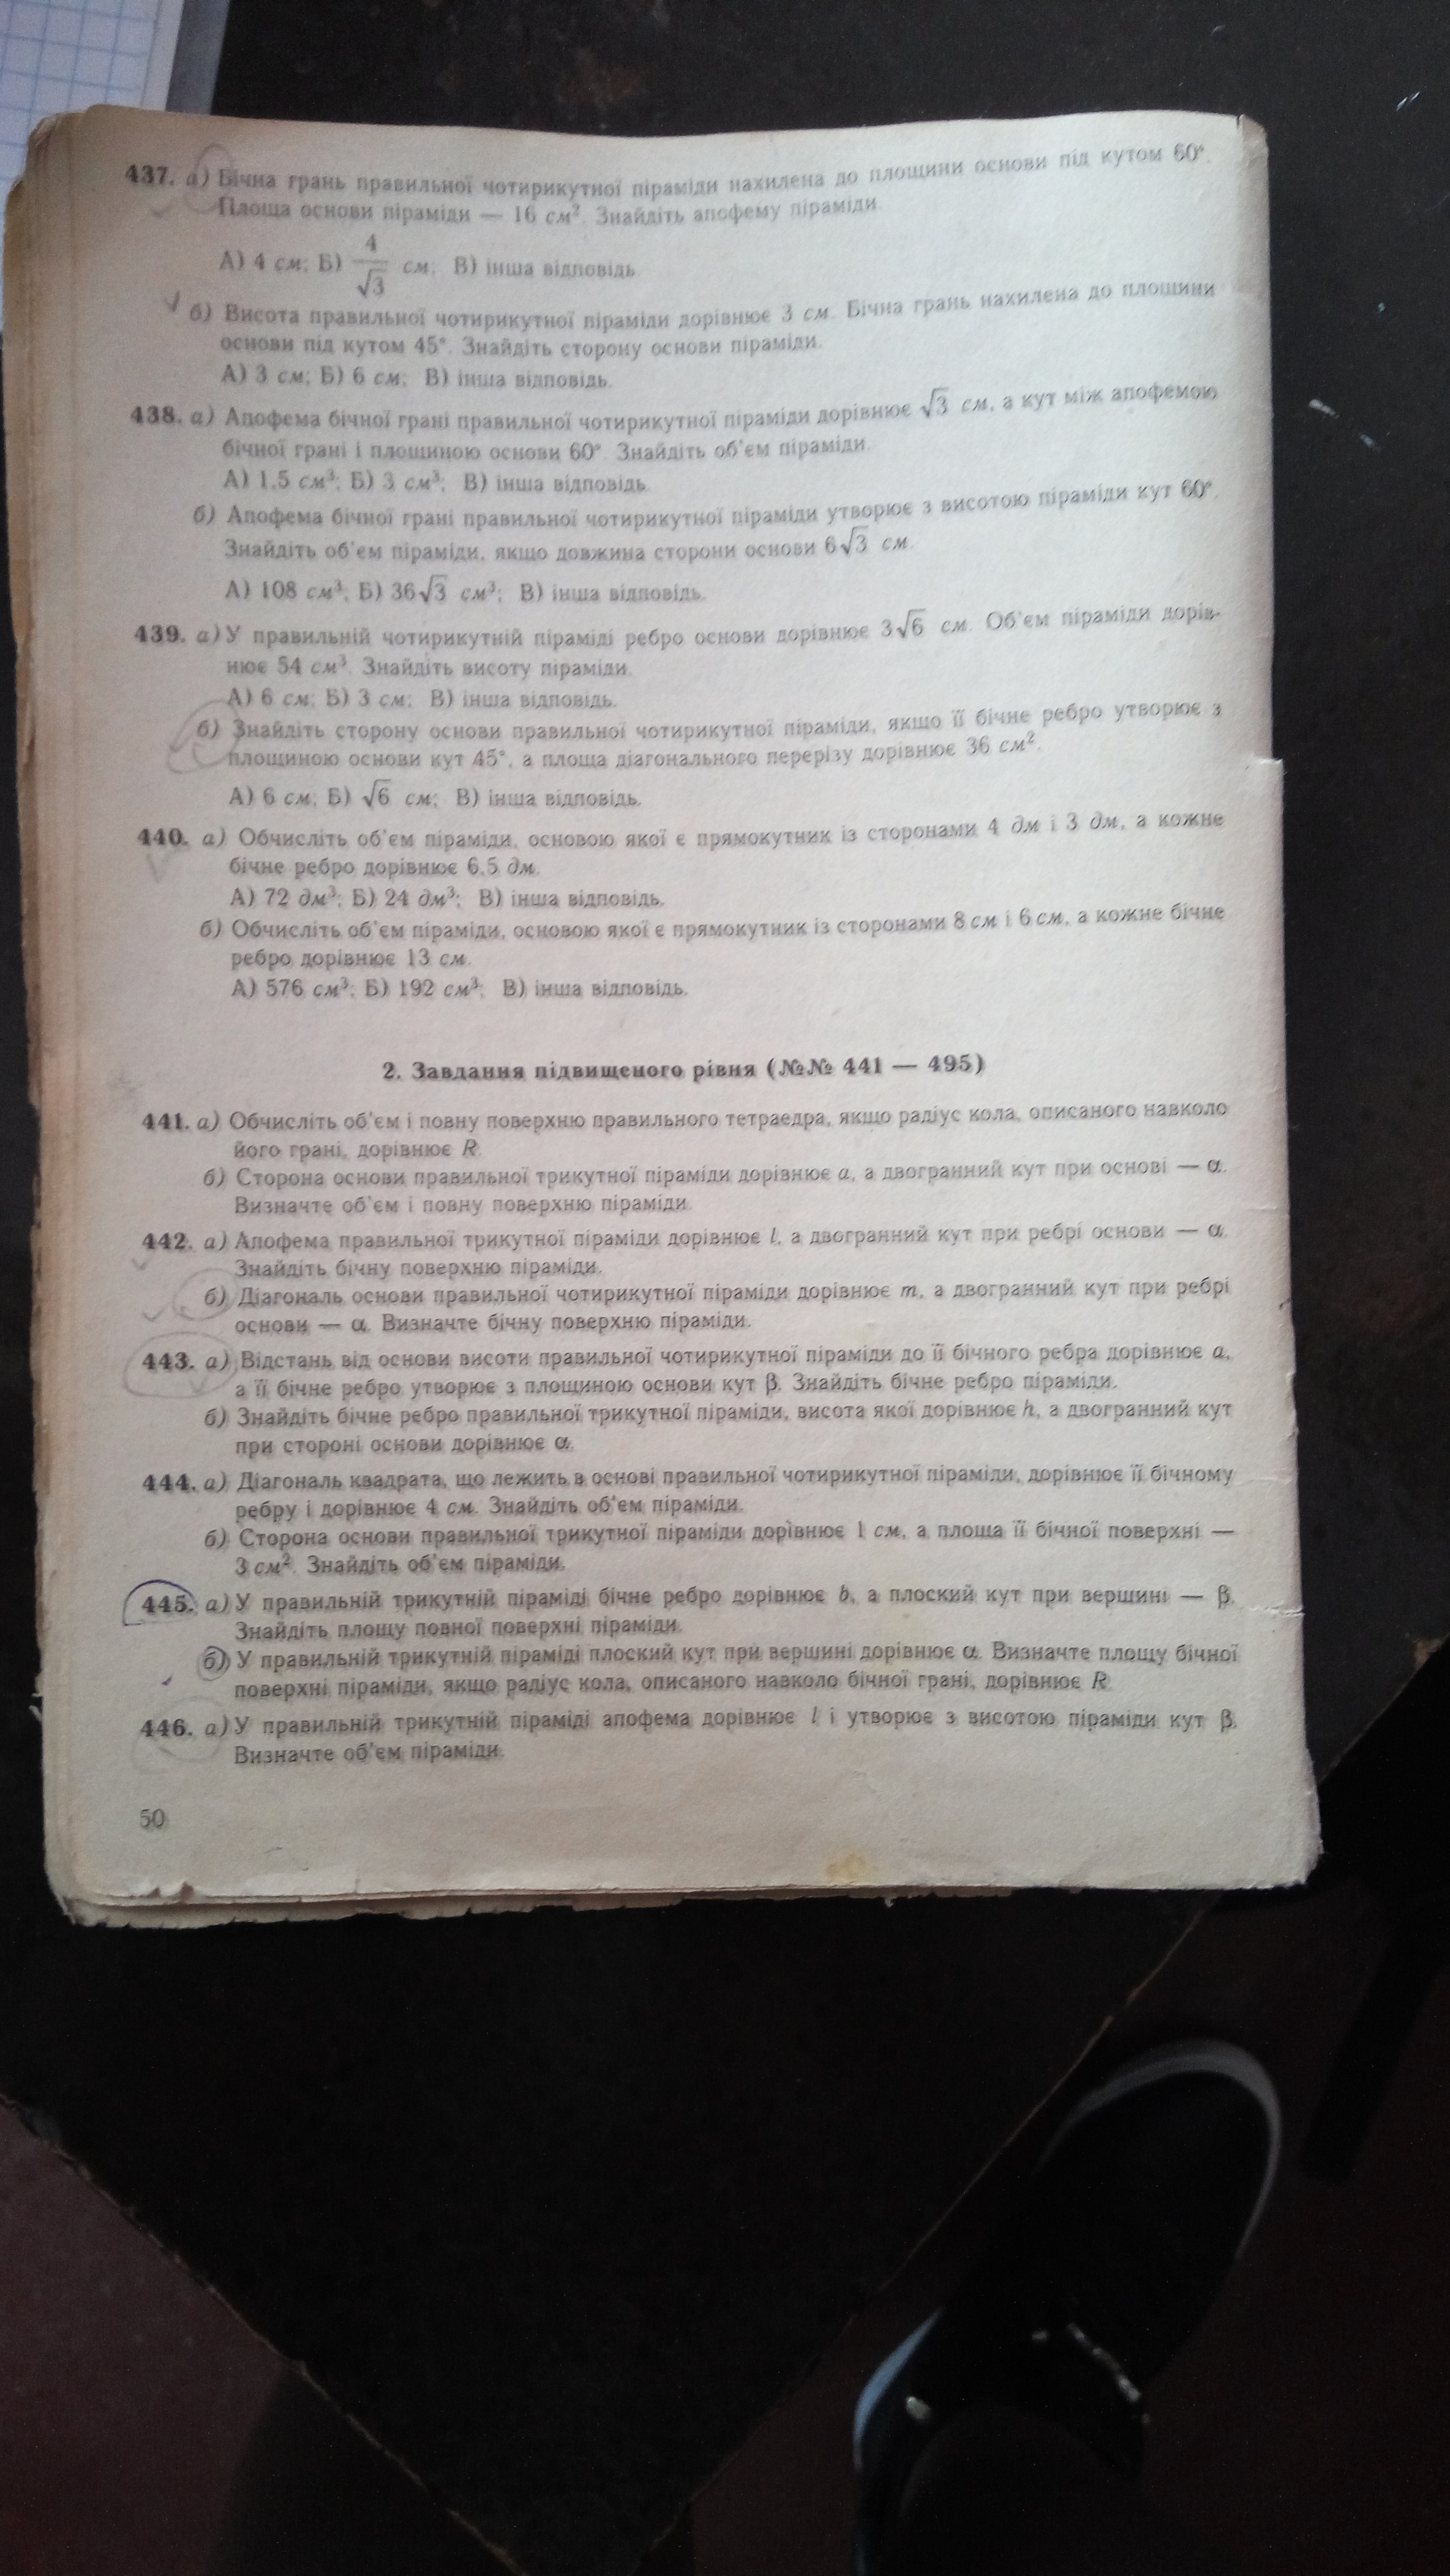 437. а) Бічна грань правильної чотирикутної піраміди нахилена до площини основи під кутом 60°.
Площа основи піраміди — 16 см². Знайдіть апофему піраміди.
А) 4 см; Б) 4/√3 см; В) інша відповідь.
б) Висота правильної чотирикутної піраміди дорівнює 3 см. Бічна грань нахилена до площини
основи під кутом 45°. Знайдіть сторону основи піраміди.
А) 3 см; Б) 6 см; В) інша відповідь.
438. а) Апофема бічної грані правильної чотирикутної піраміди дорівнює √3 см, а кут між апофемою
бічної грані і площиною основи 60°. Знайдіть об'єм піраміди.
А) 1,5 см³; Б) 3 см³; В) інша відповідь.
б) Апофема бічної грані правильної чотирикутної піраміди утворює з висотою піраміди кут 60°.
Знайдіть об'єм піраміди, якщо довжина сторони основи 6√3 см.
А) 108 см³; Б) 36√3 см³; В) інша відповідь.
439. а) У правильній чотирикутній піраміді ребро основи дорівнює 3√6 см. Об'єм піраміди дорів-
нює 54 см³. Знайдіть висоту піраміди.
А) 6 см; Б) 3 см; В) інша відповідь.
б) Знайдіть сторону основи правильної чотирикутної піраміди, якщо її бічне ребро утворює з
площиною основи кут 45°, а площа діагонального перерізу дорівнює 36 см².
А) 6 см; Б) √6 см; В) інша відповідь.
440. а) Обчисліть об'єм піраміди, основою якої є прямокутник із сторонами 4 дм і 3 дм, а кожне
бічне ребро дорівнює 6,5 дм.
А) 72 дм³; Б) 24 дм³; В) інша відповідь.
б) Обчисліть об'єм піраміди, основою якої є прямокутник із сторонами 8 см і 6 см, а кожне бічне
ребро дорівнює 13 см.
А) 576 см³; Б) 192 см³; В) інша відповідь.
2. Завдання підвищеного рівня (№№ 441 — 495)
441. а) Обчисліть об'єм і повну поверхню правильного тетраедра, якщо радіус кола, описаного навколо
його грані, дорівнює R.
б) Сторона основи правильної трикутної піраміди дорівнює a, а двогранний кут при основі — α.
Визначте об'єм і повну поверхню піраміди.
442. а) Апофема правильної трикутної піраміди дорівнює l, а двогранний кут при ребрі основи — α.
Знайдіть бічну поверхню піраміди.
б) Діагональ основи правильної чотирикутної піраміди дорівнює m, а двогранний кут при ребрі
основи — α. Визначте бічну поверхню піраміди.
443. а) Відстань від основи висоти правильної чотирикутної піраміди до її бічного ребра дорівнює a,
а її бічне ребро утворює з площиною основи кут β. Знайдіть бічне ребро піраміди.
б) Знайдіть бічне ребро правильної трикутної піраміди, висота якої дорівнює h, а двогранний кут
при стороні основи дорівнює α.
444. а) Діагональ квадрата, що лежить в основі правильної чотирикутної піраміди, дорівнює її бічному
ребру і дорівнює 4 см. Знайдіть об'єм піраміди.
б) Сторона основи правильної трикутної піраміди дорівнює 1 см, а площа її бічної поверхні —
3 см². Знайдіть об'єм піраміди.
445. а) У правильній трикутній піраміді бічне ребро дорівнює b, а плоский кут при вершині — β.
Знайдіть площу повної поверхні піраміди.
б) У правильній трикутній піраміді плоский кут при вершині дорівнює α. Визначте площу бічної
поверхні піраміди, якщо радіус кола, описаного навколо бічної грані, дорівнює R.
446. а) У правильній трикутній піраміді апофема дорівнює l і утворює з висотою піраміди кут β.
Визначте об'єм піраміди.
50